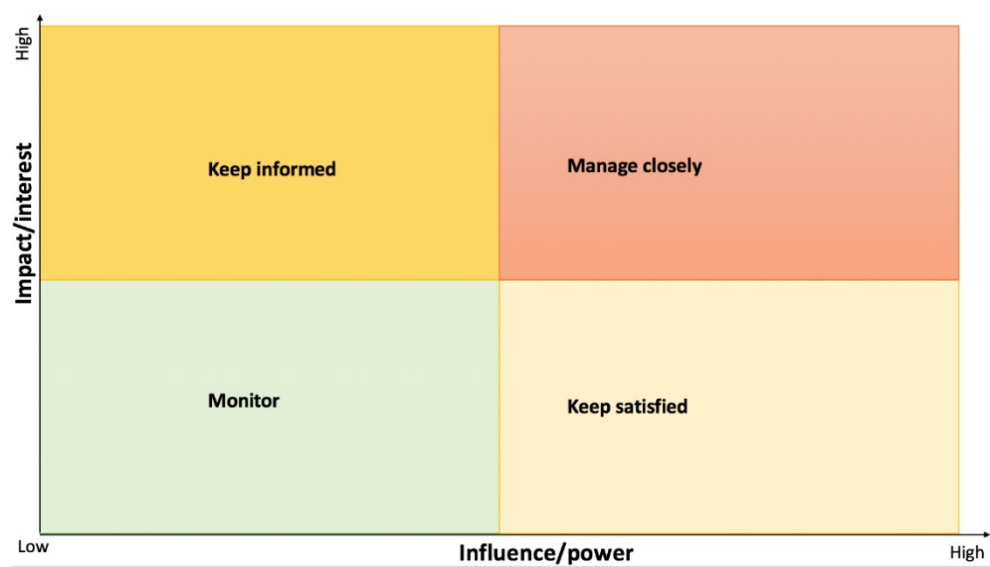 High
Keep informed
Manage closely
Impact/interest
Monitor
Keep satisfied
Low
Influence/power
High